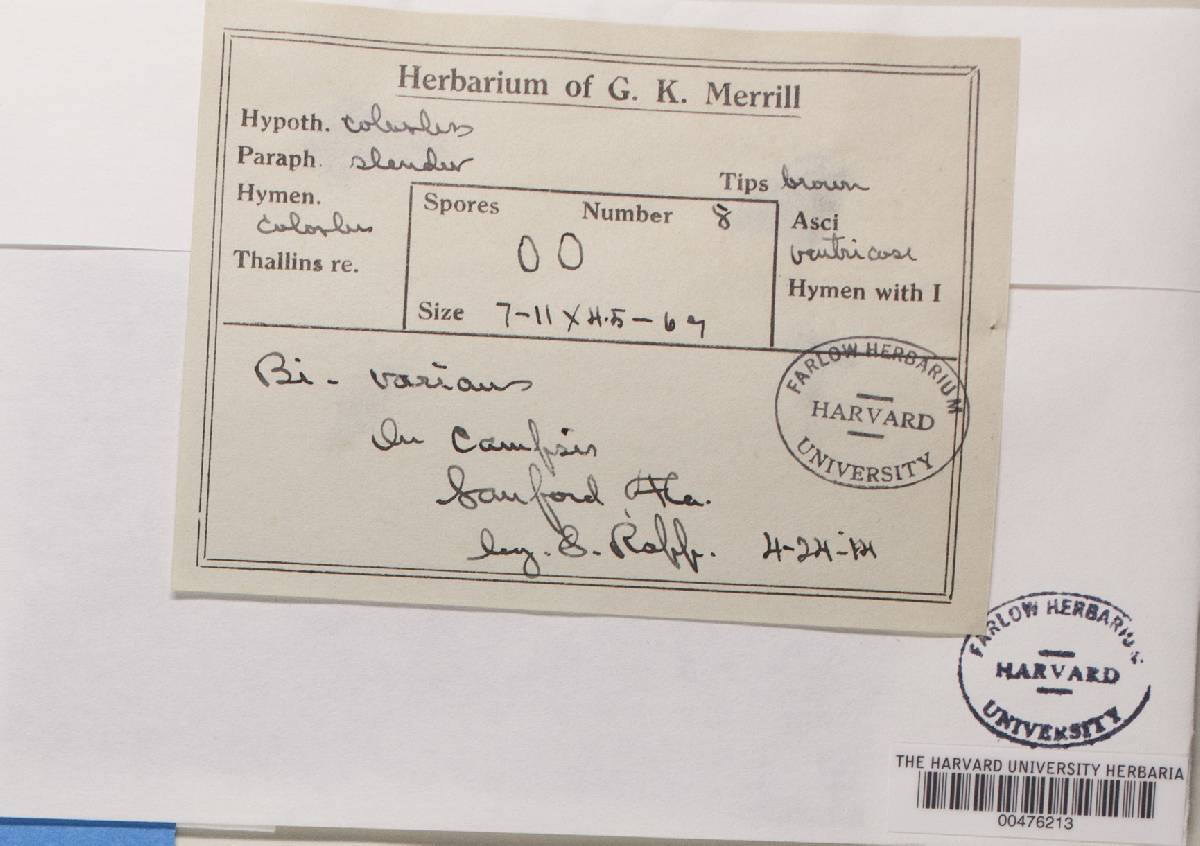 Herbarium of G. K. Merrill
Hypoth. colorless
Paraph. slender
Tips brown
Hymen.
colorless
Thallins re.
Spores Number 8
Size 7-11 X 4.5-6
Asci
ventricose
Hymen with I
Bi - varians
On Campsis
Sanford Fla.
leg. S. Rapp. 4-24-14
FARLOW HERBARIUM
HARVARD
UNIVERSITY
FARLOW HERBARIUM
HARVARD
UNIVERSITY
THE HARVARD UNIVERSITY HERBARIA
00476213